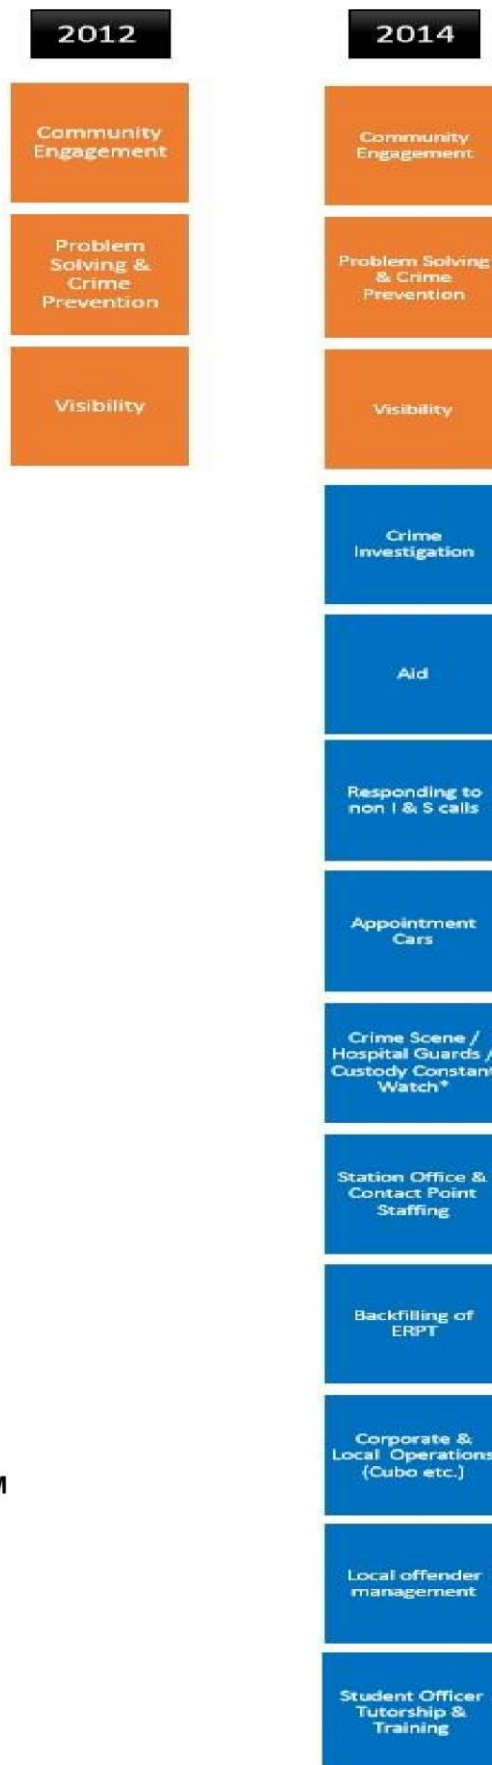 2012
Community
Engagement
Problem
Solving &
Crime
Prevention
Visibility
2014
Community
Engagement
Problem Solving
& Crime
Prevention
Visibility
Crime
Investigation
Aid
Responding to
non I & S calls
Appointment
Cars
Crime Scene /
Hospital Guards /
Custody Constant
Watch*
Station Office &
Contact Point
Staffing
Backfilling of
ERPT
Corporate &
Local Operations
(Cubo etc.)
Local offender
management
Student Officer
Tutorship &
Training
M